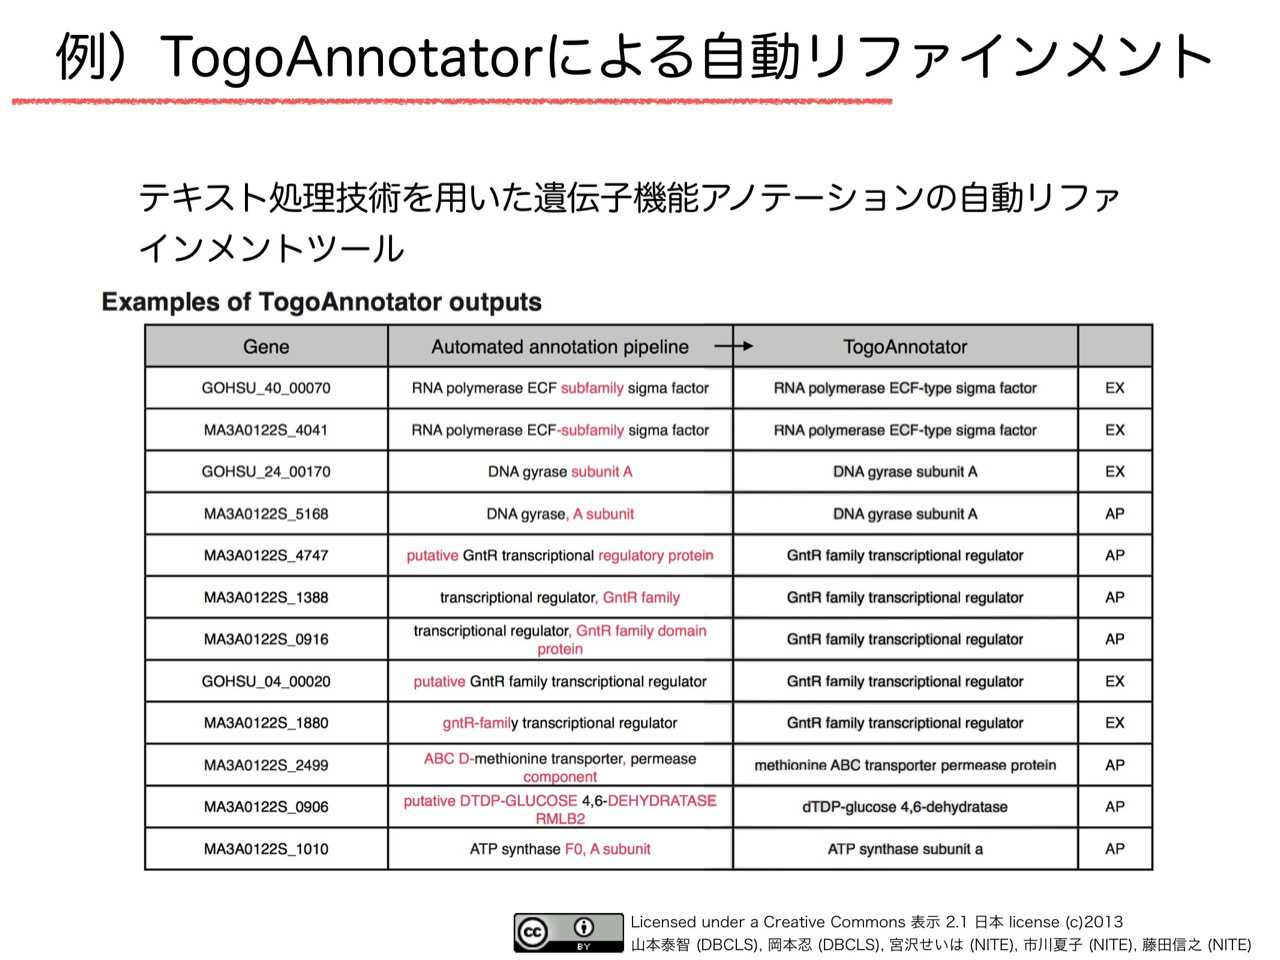 例）TogoAnnotatorによる自動リファインメント
テキスト処理技術を用いた遺伝子機能アノテーションの自動リファ
インメントツール
Examples of TogoAnnotator outputs
Gene Automated annotation pipeline → TogoAnnotator
GOHSU_40_00070 RNA polymerase ECF subfamily sigma factor RNA polymerase ECF-type sigma factor EX
MA3A0122S_4041 RNA polymerase ECF-subfamily sigma factor RNA polymerase ECF-type sigma factor EX
GOHSU_24_00170 DNA gyrase subunit A DNA gyrase subunit A EX
MA3A0122S_5168 DNA gyrase, A subunit DNA gyrase subunit A AP
MA3A0122S_4747 putative GntR transcriptional regulatory protein GntR family transcriptional regulator AP
MA3A0122S_1388 transcriptional regulator, GntR family GntR family transcriptional regulator AP
MA3A0122S_0916 transcriptional regulator, GntR family domain protein GntR family transcriptional regulator AP
GOHSU_04_00020 putative GntR family transcriptional regulator GntR family transcriptional regulator EX
MA3A0122S_1880 gntR-family transcriptional regulator GntR family transcriptional regulator EX
MA3A0122S_2499 ABC D-methionine transporter, permease component methionine ABC transporter permease protein AP
MA3A0122S_0906 putative DTDP-GLUCOSE 4,6-DEHYDRATASE RMLB2 dTDP-glucose 4,6-dehydratase AP
MA3A0122S_1010 ATP synthase F0, A subunit ATP synthase subunit a AP
cc BY Licensed under a Creative Commons 表示 2.1 日本 license (c)2013
山本泰智 (DBCLS), 岡本忍 (DBCLS), 宮沢せいは (NITE), 市川夏子 (NITE), 藤田信之 (NITE)